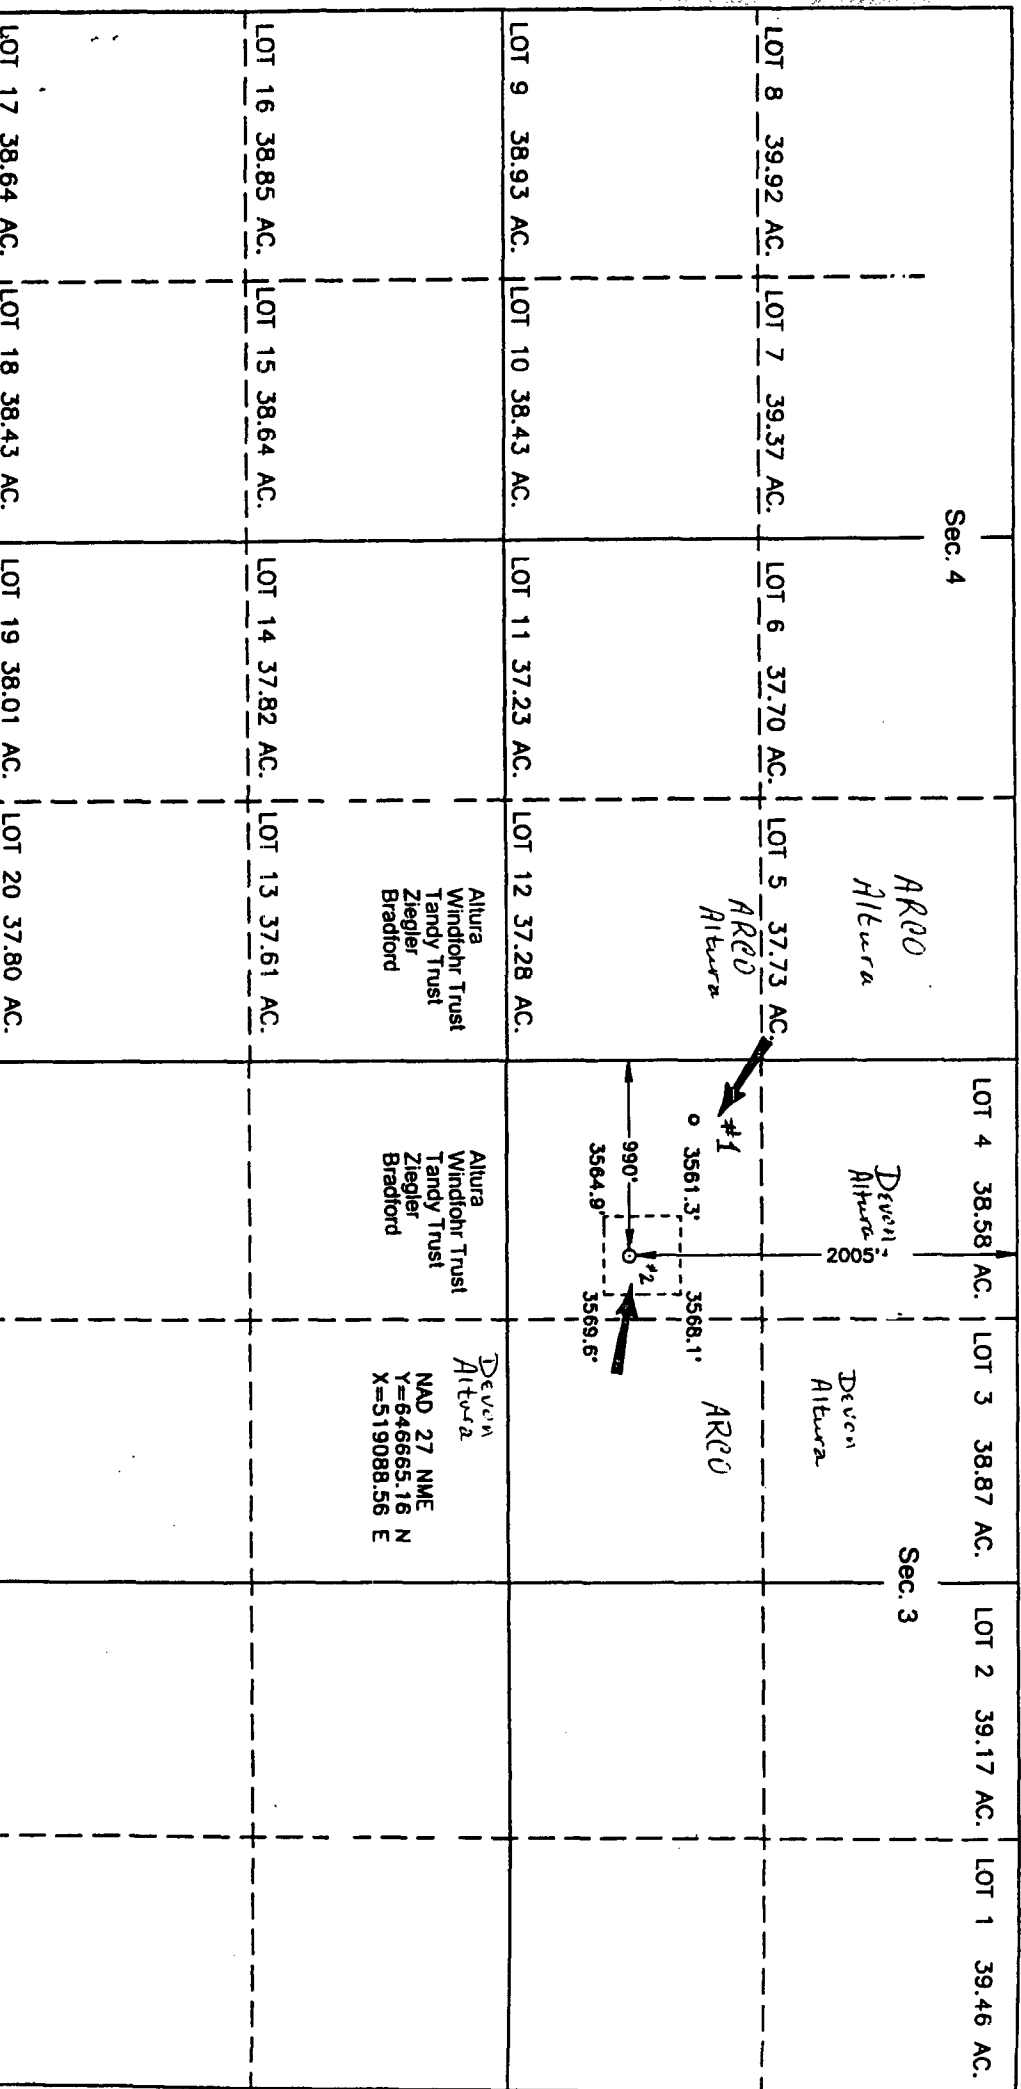 Sec. 4
Sec. 3
LOT 4 38.58 AC.
LOT 3 38.87 AC.
LOT 2 39.17 AC.
LOT 1 39.46 AC.
ARCO
Altura
Devon
Altura
Devon
Altura
2005'
LOT 8 39.92 AC.
LOT 7 39.37 AC.
LOT 6 37.70 AC.
LOT 5 37.73 AC.
ARCO
Altura
#1
3561.3'
3568.1'
ARCO
#2
990'
3564.9'
3569.6'
LOT 9 38.93 AC.
LOT 10 38.43 AC.
LOT 11 37.23 AC.
LOT 12 37.28 AC.
Altura
Windfohr Trust
Tandy Trust
Ziegler
Bradford
Altura
Windfohr Trust
Tandy Trust
Ziegler
Bradford
Devon
Altura
NAD 27 NME
Y=646665.16 N
X=519088.56 E
LOT 16 38.85 AC.
LOT 15 38.64 AC.
LOT 14 37.82 AC.
LOT 13 37.61 AC.
LOT 17 38.64 AC.
LOT 18 38.43 AC.
LOT 19 38.01 AC.
LOT 20 37.80 AC.